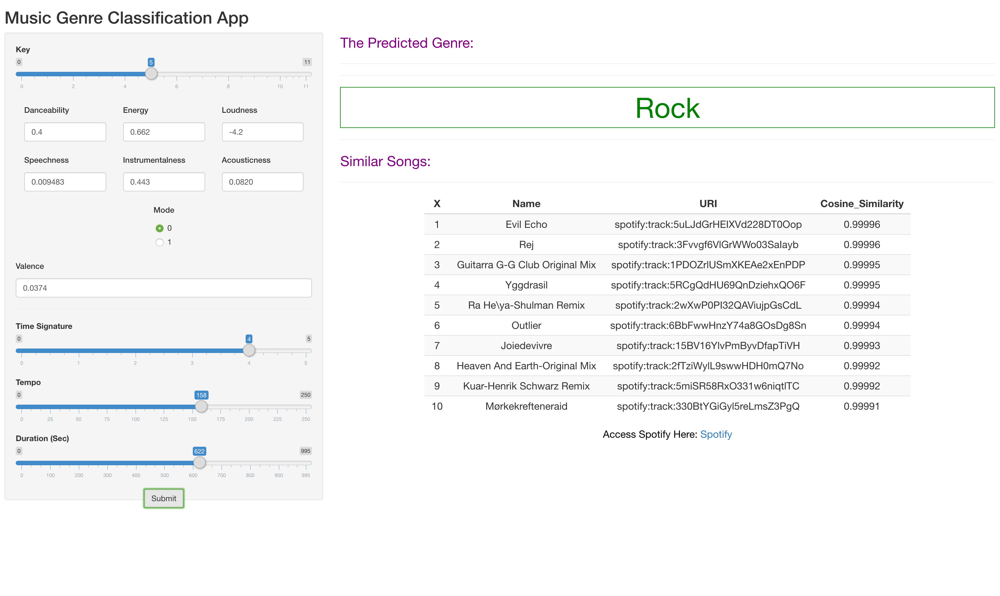 Music Genre Classification App
Key
0 5 11
0 2 4 6 8 10 11
Danceability Energy Loudness
0.4 0.662 -4.2
Speechness Instrumentalness Acousticness
0.009483 0.443 0.0820
Mode
0
1
Valence
0.0374
Time Signature
0 4 5
0 1 2 3 4 5
Tempo
0 158 250
0 25 50 75 100 125 150 175 200 225 250
Duration (Sec)
0 622 995
0 100 200 300 400 500 600 700 800 900 995
Submit
The Predicted Genre:
Rock
Similar Songs:
X Name URI Cosine_Similarity
1 Evil Echo spotify:track:5uLJdGrHEIXVd228DT0Oop 0.99996
2 Rej spotify:track:3Fvvgf6VlGrWWo03SaIayb 0.99996
3 Guitarra G-G Club Original Mix spotify:track:1PDOZrlUSmXKEAe2xEnPDP 0.99995
4 Yggdrasil spotify:track:5RCgQdHU69QnDziehxQO6F 0.99995
5 Ra He\ya-Shulman Remix spotify:track:2wXwP0PI32QAViujpGsCdL 0.99994
6 Outlier spotify:track:6BbFwwHnzY74a8GOsDg8Sn 0.99994
7 Joiedevivre spotify:track:15BV16YlvPmByvDfapTiVH 0.99993
8 Heaven And Earth-Original Mix spotify:track:2fTziWylL9swwHDH0mQ7No 0.99992
9 Kuar-Henrik Schwarz Remix spotify:track:5miSR58RxO331w6niqtlTC 0.99992
10 Mørkekrefteneraid spotify:track:330BtYGiGyl5reLmsZ3PgQ 0.99991
Access Spotify Here: Spotify